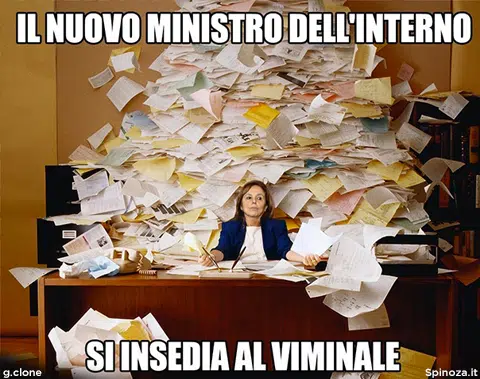 IL NUOVO MINISTRO DELL'INTERNO
SI INSEDIA AL VIMINALE
g.clone
Spinoza.it